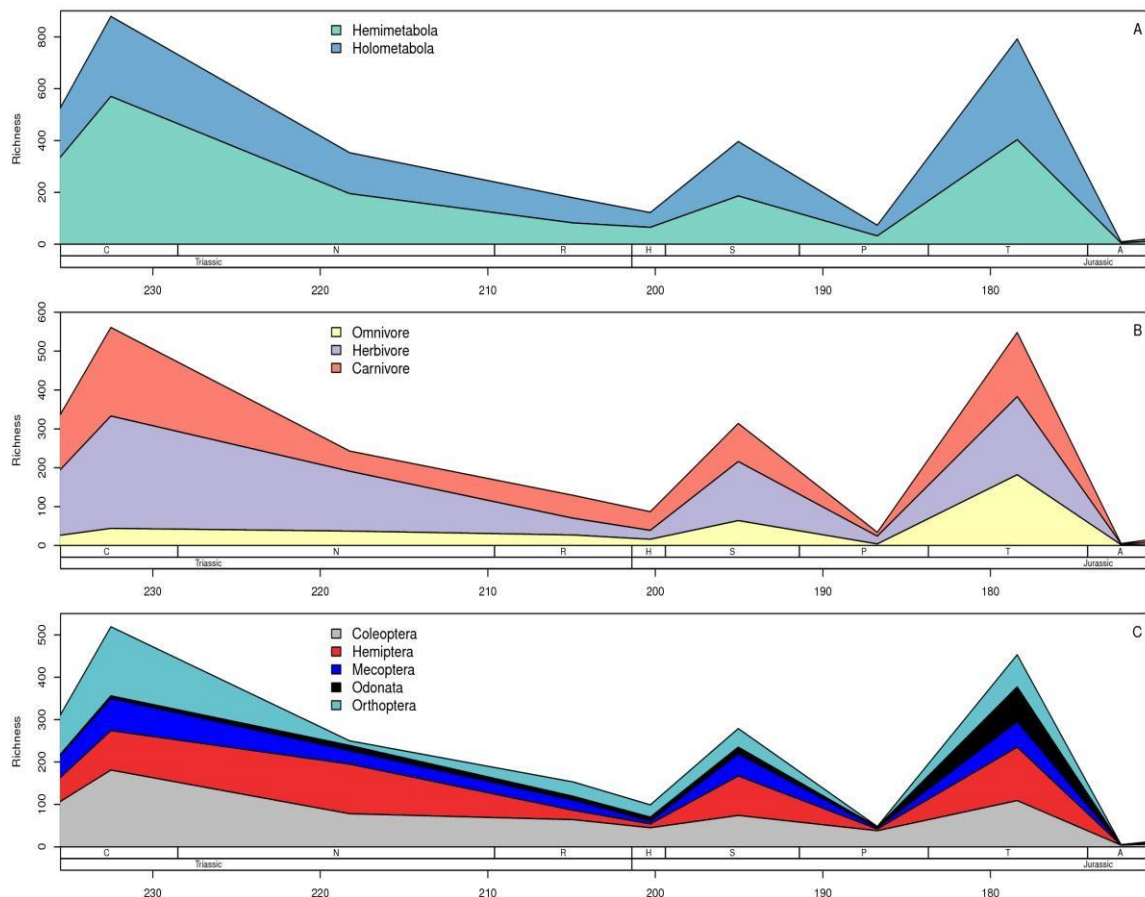 A
Hemimetabola
Holometabola
Richness
0 200 400 600 800
C N R H S P T A
Triassic Jurassic
230 220 210 200 190 180
B
Omnivore
Herbivore
Carnivore
Richness
0 100 200 300 400 500 600
C N R H S P T A
Triassic Jurassic
230 220 210 200 190 180
C
Coleoptera
Hemiptera
Mecoptera
Odonata
Orthoptera
Richness
0 100 200 300 400 500
C N R H S P T A
Triassic Jurassic
230 220 210 200 190 180